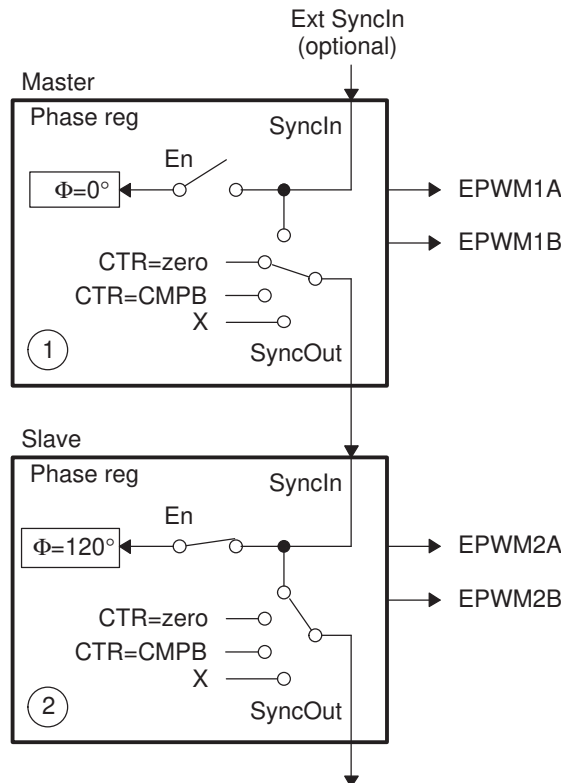 Ext SyncIn
(optional)
Master
Phase reg
SyncIn
En
Φ=0°
EPWM1A
EPWM1B
CTR=zero
CTR=CMPB
X
1
SyncOut
Slave
Phase reg
SyncIn
En
Φ=120°
EPWM2A
EPWM2B
CTR=zero
CTR=CMPB
X
2
SyncOut